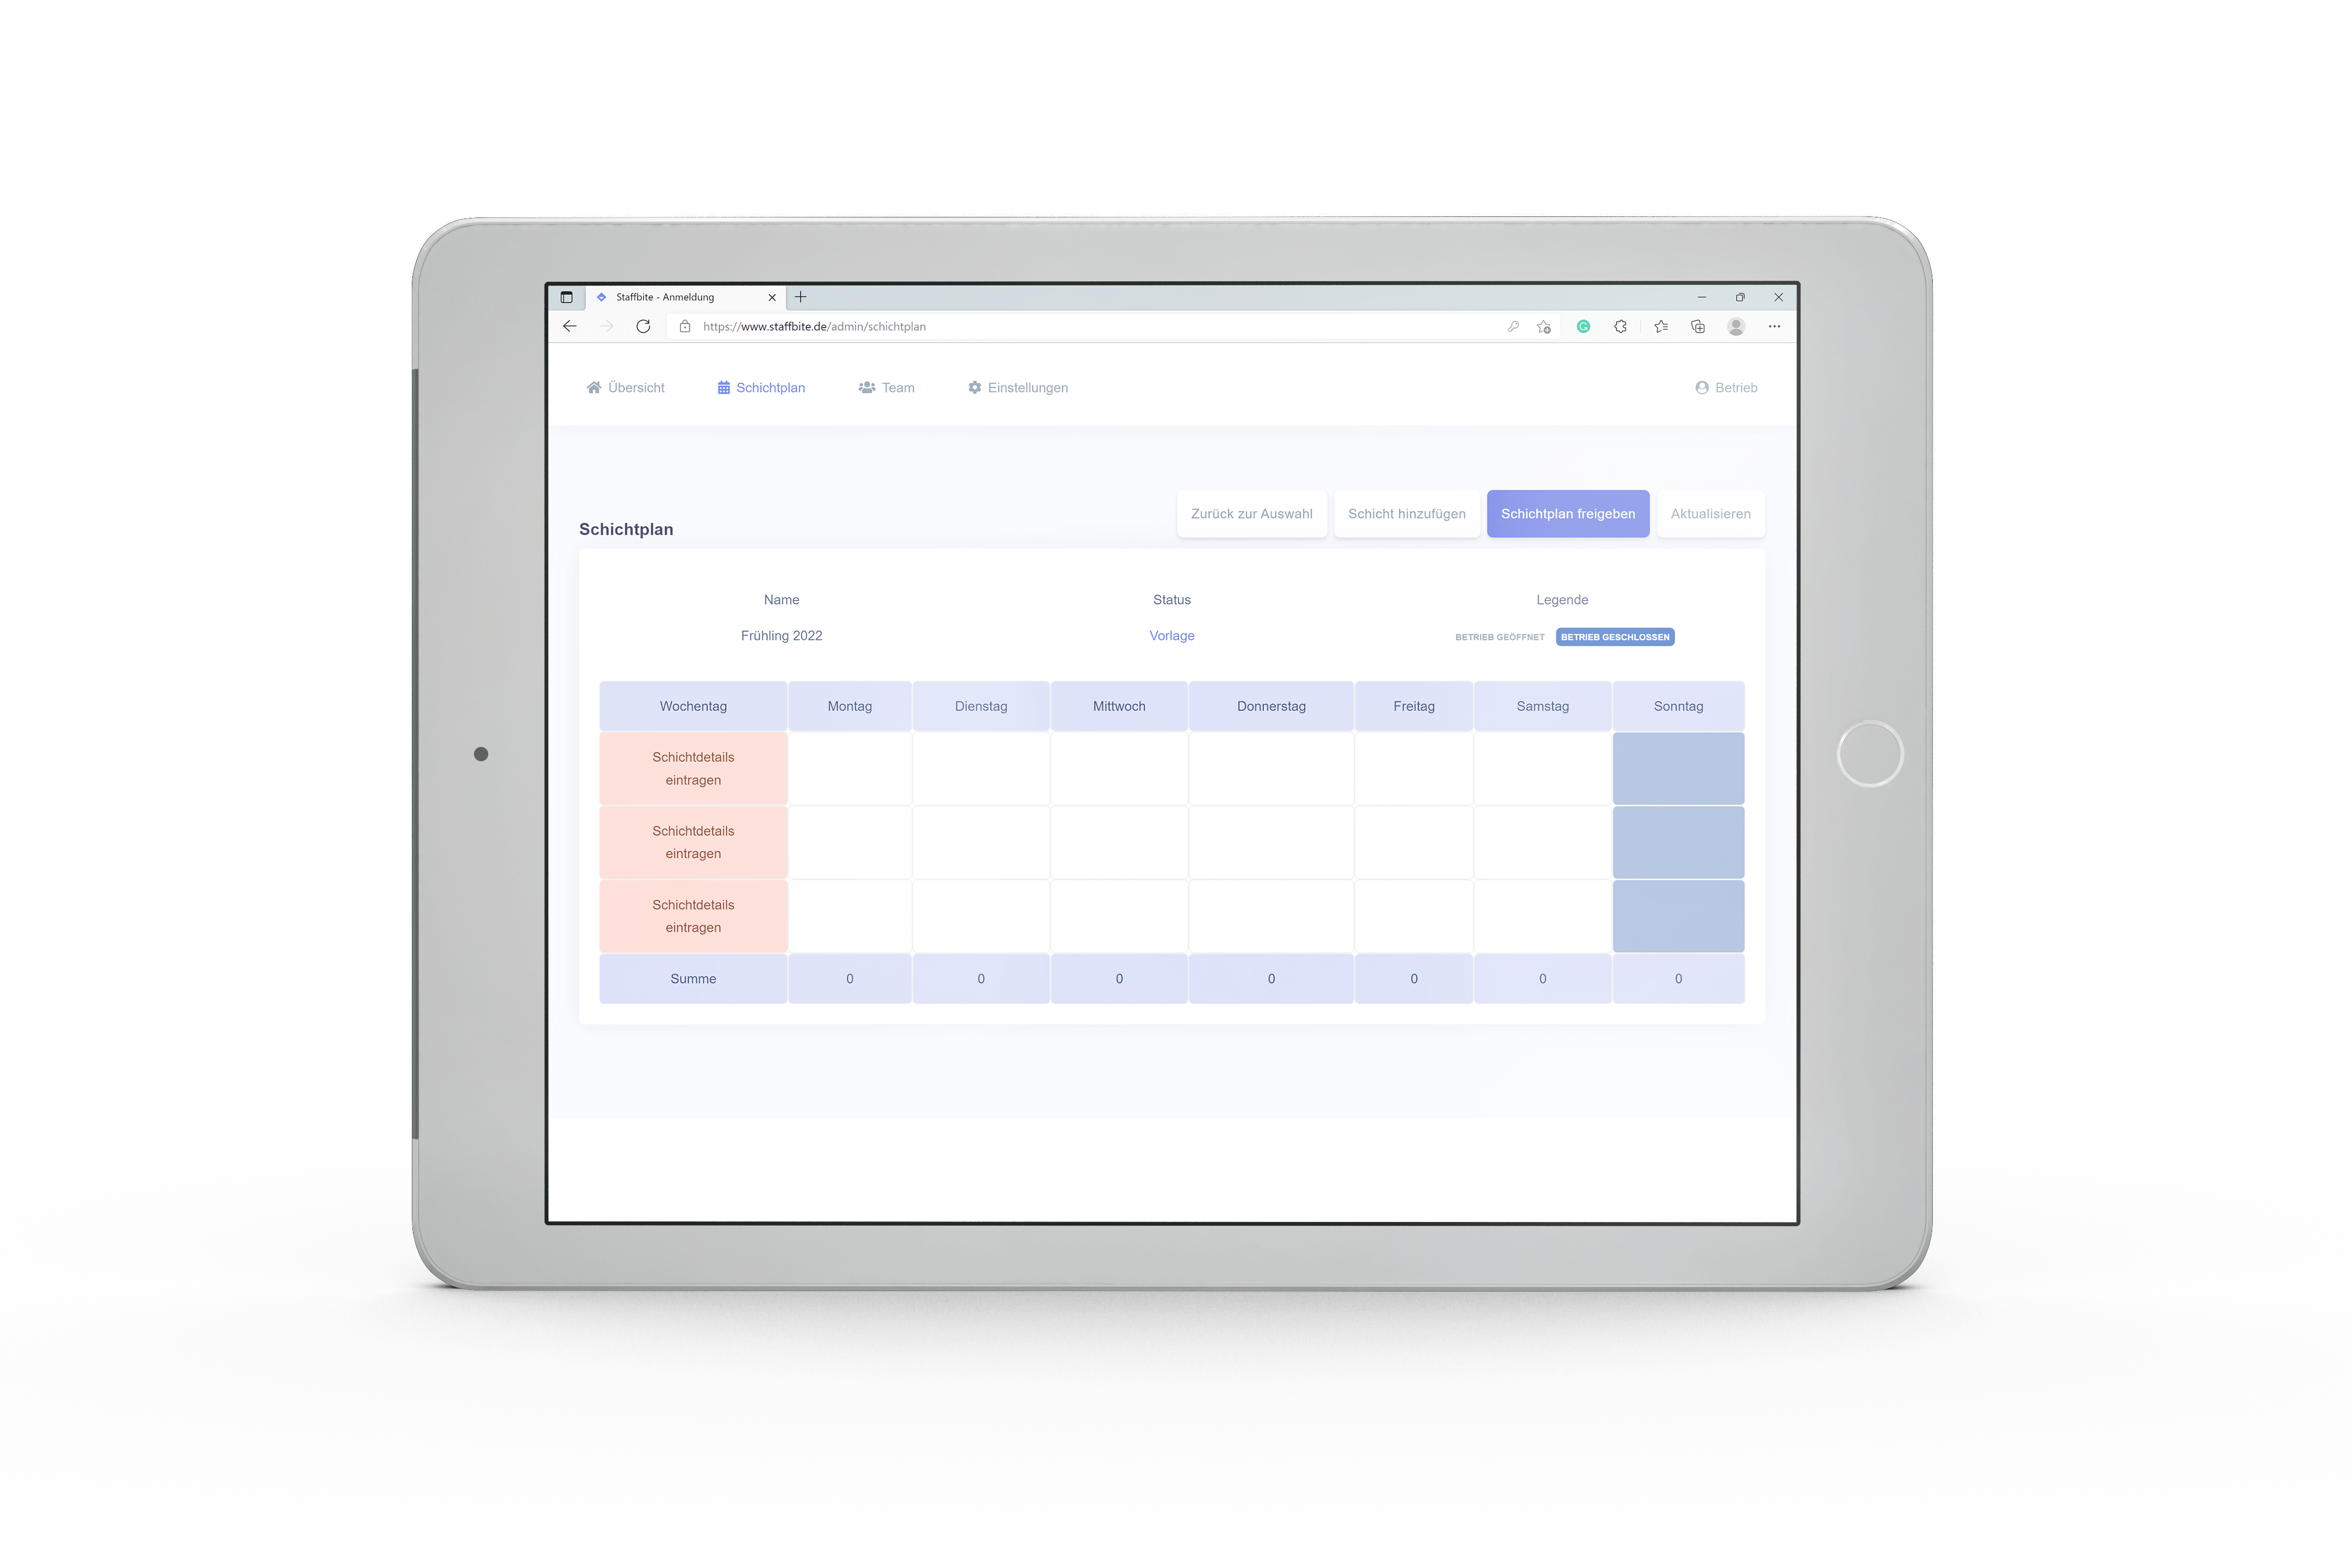 Staffbite - Anmeldung
https://www.staffbite.de/admin/schichtplan
Übersicht Schichtplan Team Einstellungen Betrieb
Schichtplan
Zurück zur Auswahl Schicht hinzufügen Schichtplan freigeben Aktualisieren
Name Status Legende
Frühling 2022 Vorlage BETRIEB GEÖFFNET BETRIEB GESCHLOSSEN
Wochentag Montag Dienstag Mittwoch Donnerstag Freitag Samstag Sonntag
Schichtdetails
eintragen
Schichtdetails
eintragen
Schichtdetails
eintragen
Summe 0 0 0 0 0 0 0